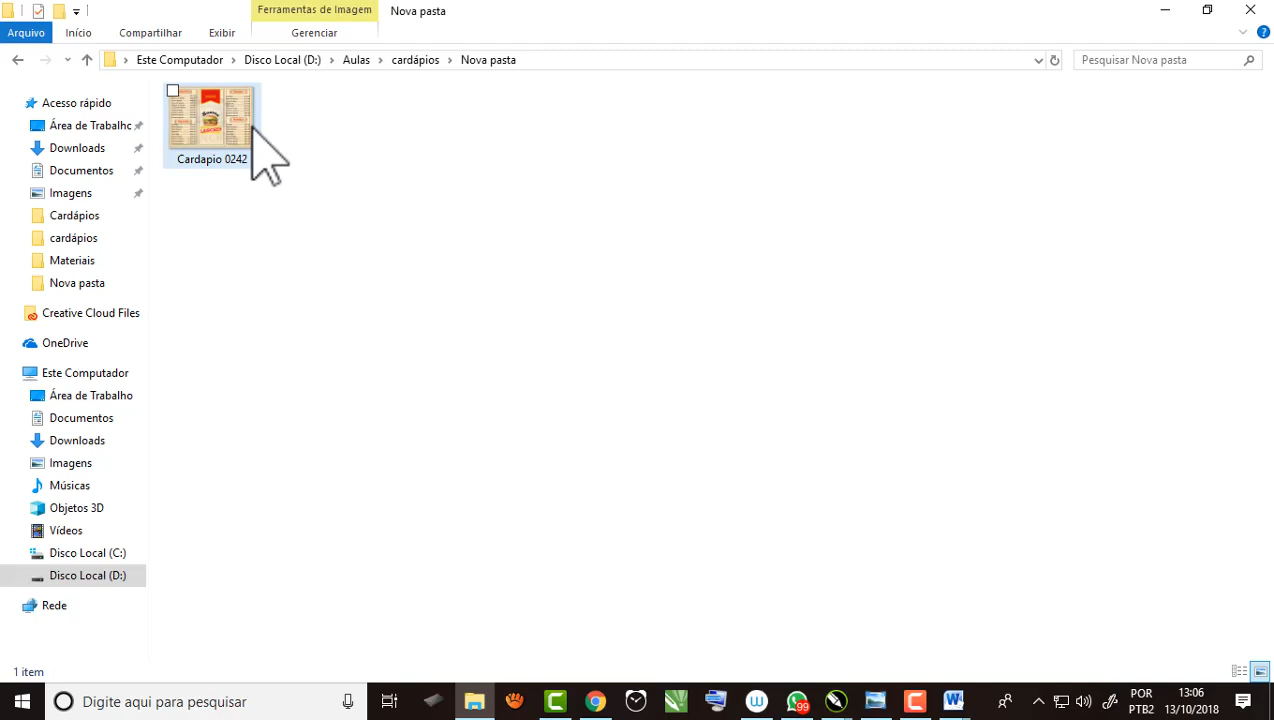 Ferramentas de Imagem
Nova pasta
Arquivo
Início
Compartilhar
Exibir
Gerenciar
Este Computador
Disco Local (D:)
Aulas
cardápios
Nova pasta
Pesquisar Nova pasta
Acesso rápido
Área de Trabalho
Downloads
Documentos
Imagens
Cardápios
cardápios
Materiais
Nova pasta
Creative Cloud Files
OneDrive
Este Computador
Área de Trabalho
Documentos
Downloads
Imagens
Músicas
Objetos 3D
Vídeos
Disco Local (C:)
Disco Local (D:)
Rede
Cardapio 0242
1 item
Digite aqui para pesquisar
99
POR
PTB2
13:06
13/10/2018